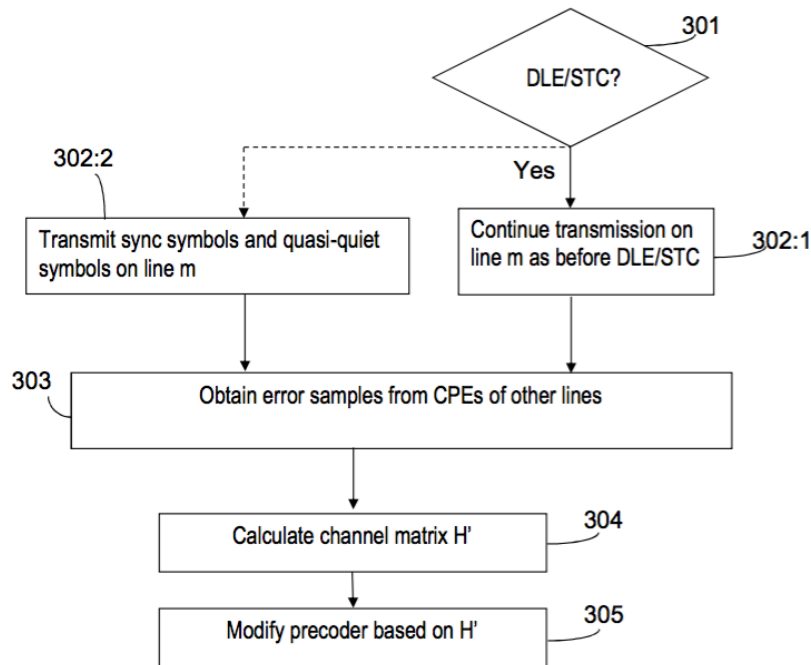 301
DLE/STC?
302:2
Yes
Transmit sync symbols and quasi-quiet
symbols on line m
Continue transmission on
line m as before DLE/STC
302:1
303
Obtain error samples from CPEs of other lines
Calculate channel matrix H'
304
Modify precoder based on H'
305